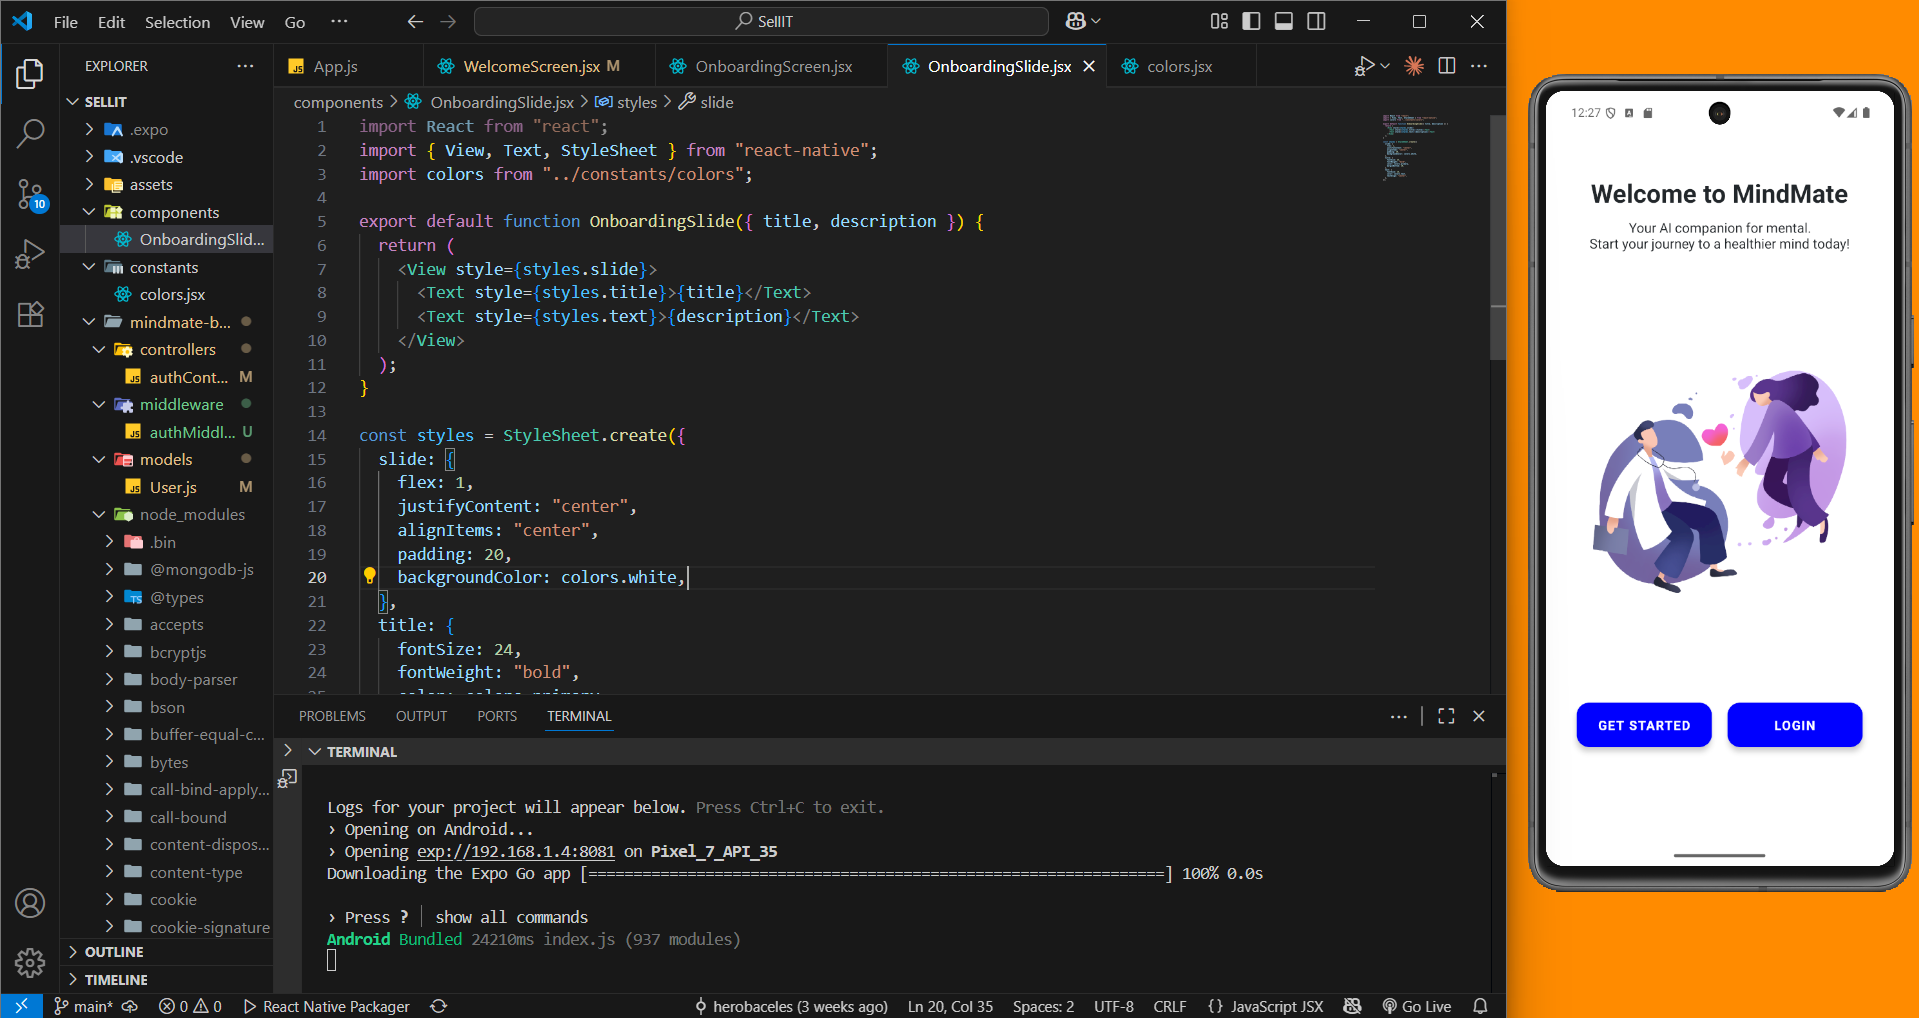 File Edit Selection View Go ··· SellIT
EXPLORER
SELLIT
.expo
.vscode
assets
components
OnboardingSlid...
constants
colors.jsx
mindmate-b...
controllers
authCont... M
middleware
authMiddl... U
models
User.js M
node_modules
.bin
@mongodb-js
@types
accepts
bcryptjs
body-parser
bson
buffer-equal-c...
bytes
call-bind-apply...
call-bound
content-dispos...
content-type
cookie
cookie-signature
OUTLINE
TIMELINE
10
App.js WelcomeScreen.jsx M OnboardingScreen.jsx OnboardingSlide.jsx colors.jsx
components > OnboardingSlide.jsx > styles > slide
1 import React from "react";
2 import { View, Text, StyleSheet } from "react-native";
3 import colors from "../constants/colors";
4
5 export default function OnboardingSlide({ title, description }) {
6 return (
7 <View style={styles.slide}>
8 <Text style={styles.title}>{title}</Text>
9 <Text style={styles.text}>{description}</Text>
10 </View>
11 );
12 }
13
14 const styles = StyleSheet.create({
15 slide: {
16 flex: 1,
17 justifyContent: "center",
18 alignItems: "center",
19 padding: 20,
20 backgroundColor: colors.white,
21 },
22 title: {
23 fontSize: 24,
24 fontWeight: "bold",
PROBLEMS OUTPUT PORTS TERMINAL
TERMINAL
Logs for your project will appear below. Press Ctrl+C to exit.
› Opening on Android...
› Opening exp://192.168.1.4:8081 on Pixel_7_API_35
Downloading the Expo Go app [================================================================] 100% 0.0s
› Press ? │ show all commands
Android Bundled 24210ms index.js (937 modules)
main* 0 0 React Native Packager herobaceles (3 weeks ago) Ln 20, Col 35 Spaces: 2 UTF-8 CRLF {} JavaScript JSX Go Live
12:27
Welcome to MindMate
Your AI companion for mental.
Start your journey to a healthier mind today!
GET STARTED LOGIN